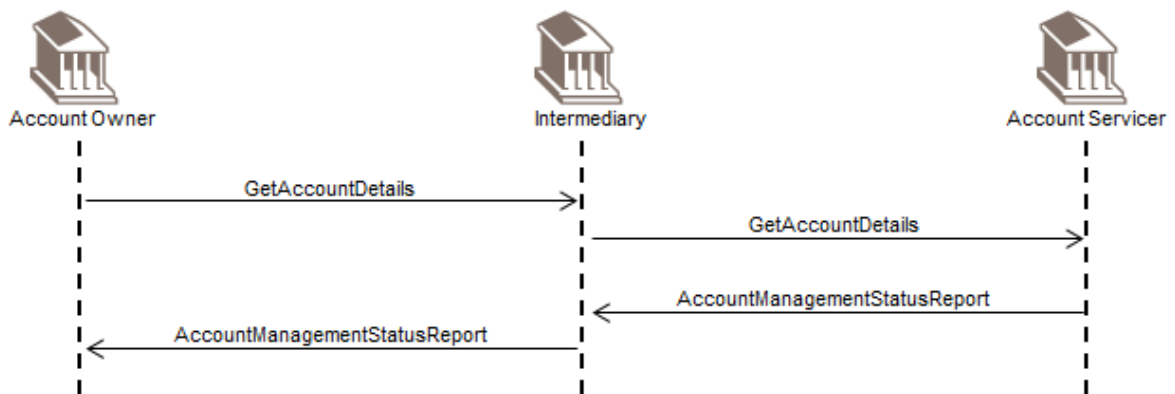 Account Owner
Intermediary
Account Servicer
GetAccountDetails
GetAccountDetails
AccountManagementStatusReport
AccountManagementStatusReport